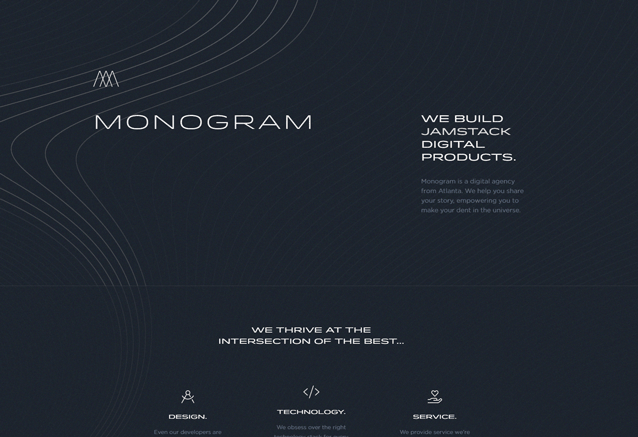 MONOGRAM
WE BUILD
JAMSTACK
DIGITAL
PRODUCTS.
Monogram is a digital agency
from Atlanta. We help you share
your story, empowering you to
make your dent in the universe.
WE THRIVE AT THE
INTERSECTION OF THE BEST...
DESIGN.
Even our developers are
TECHNOLOGY.
We obsess over the right
SERVICE.
We provide service we're